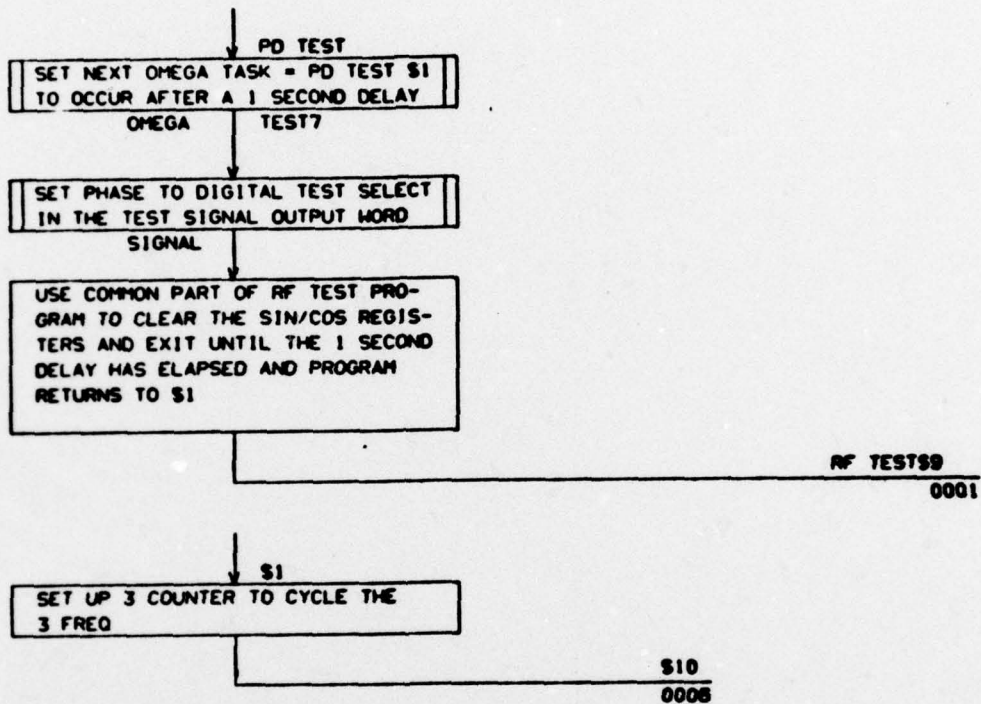 PD TEST
SET NEXT OMEGA TASK = PD TEST $1
TO OCCUR AFTER A 1 SECOND DELAY
OMEGA TEST7
SET PHASE TO DIGITAL TEST SELECT
IN THE TEST SIGNAL OUTPUT WORD
SIGNAL
USE COMMON PART OF RF TEST PRO-
GRAM TO CLEAR THE SIN/COS REGIS-
TERS AND EXIT UNTIL THE 1 SECOND
DELAY HAS ELAPSED AND PROGRAM
RETURNS TO $1
RF TEST$9
0001
$1
SET UP 3 COUNTER TO CYCLE THE
3 FREQ
$10
0006